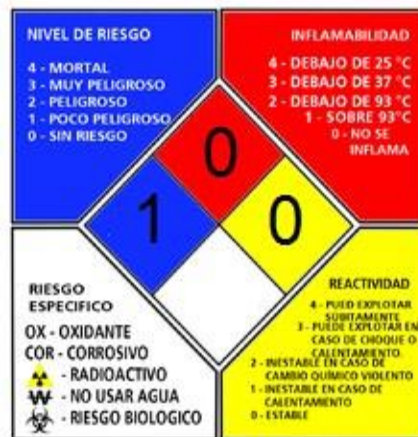 NIVEL DE RIESGO
4 - MORTAL
3 - MUY PELIGROSO
2 - PELIGROSO
1 - POCO PELIGROSO
0 - SIN RIESGO
INFLAMABILIDAD
4 - DEBAJO DE 25 °C
3 - DEBAJO DE 37 °C
2 - DEBAJO DE 93 °C
1 - SOBRE 93°C
0 - NO SE
INFLAMA
0
1
0
RIESGO
ESPECIFICO
OX - OXIDANTE
COR - CORROSIVO
- RADIOACTIVO
W - NO USAR AGUA
- RIESGO BIOLOGICO
REACTIVIDAD
4 - PUED EXPLOTAR
SÚBITAMENTE
3 - PUEDE EXPLOTAR EN
CASO DE CHOQUE O
CALENTAMIENTO.
2 - INESTABLE EN CASO DE
CAMBIO QUÍMICO VIOLENTO
1 - INESTABLE EN CASO DE
CALENTAMIENTO
0 - ESTABLE